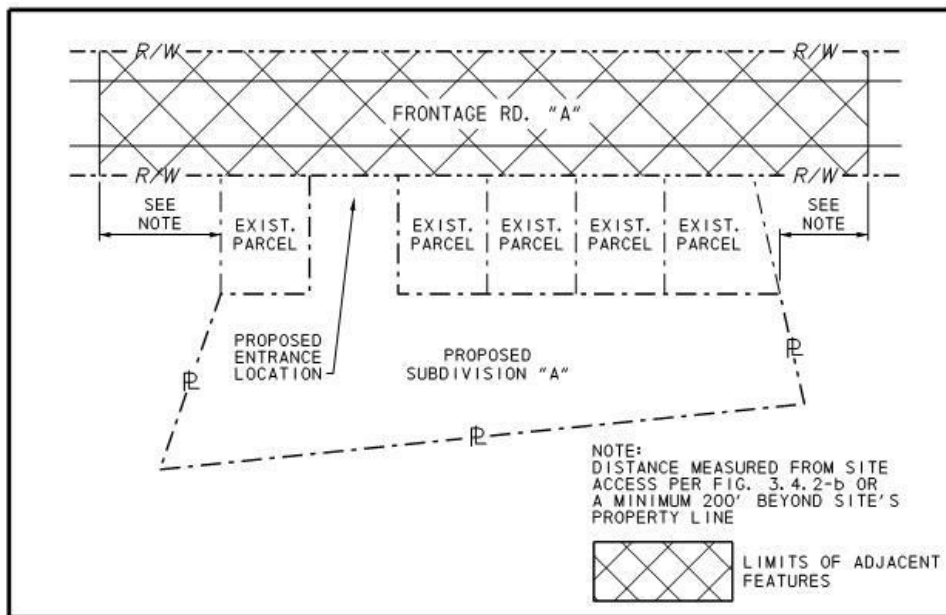 R/W
R/W
FRONTAGE RD. "A"
R/W
R/W
SEE
NOTE
EXIST.
PARCEL
EXIST.
PARCEL
EXIST.
PARCEL
EXIST.
PARCEL
EXIST.
PARCEL
SEE
NOTE
PROPOSED
ENTRANCE
LOCATION
PROPOSED
SUBDIVISION "A"
PL
PL
PL
NOTE:
DISTANCE MEASURED FROM SITE
ACCESS PER FIG. 3.4.2-b OR
A MINIMUM 200' BEYOND SITE'S
PROPERTY LINE
LIMITS OF ADJACENT
FEATURES